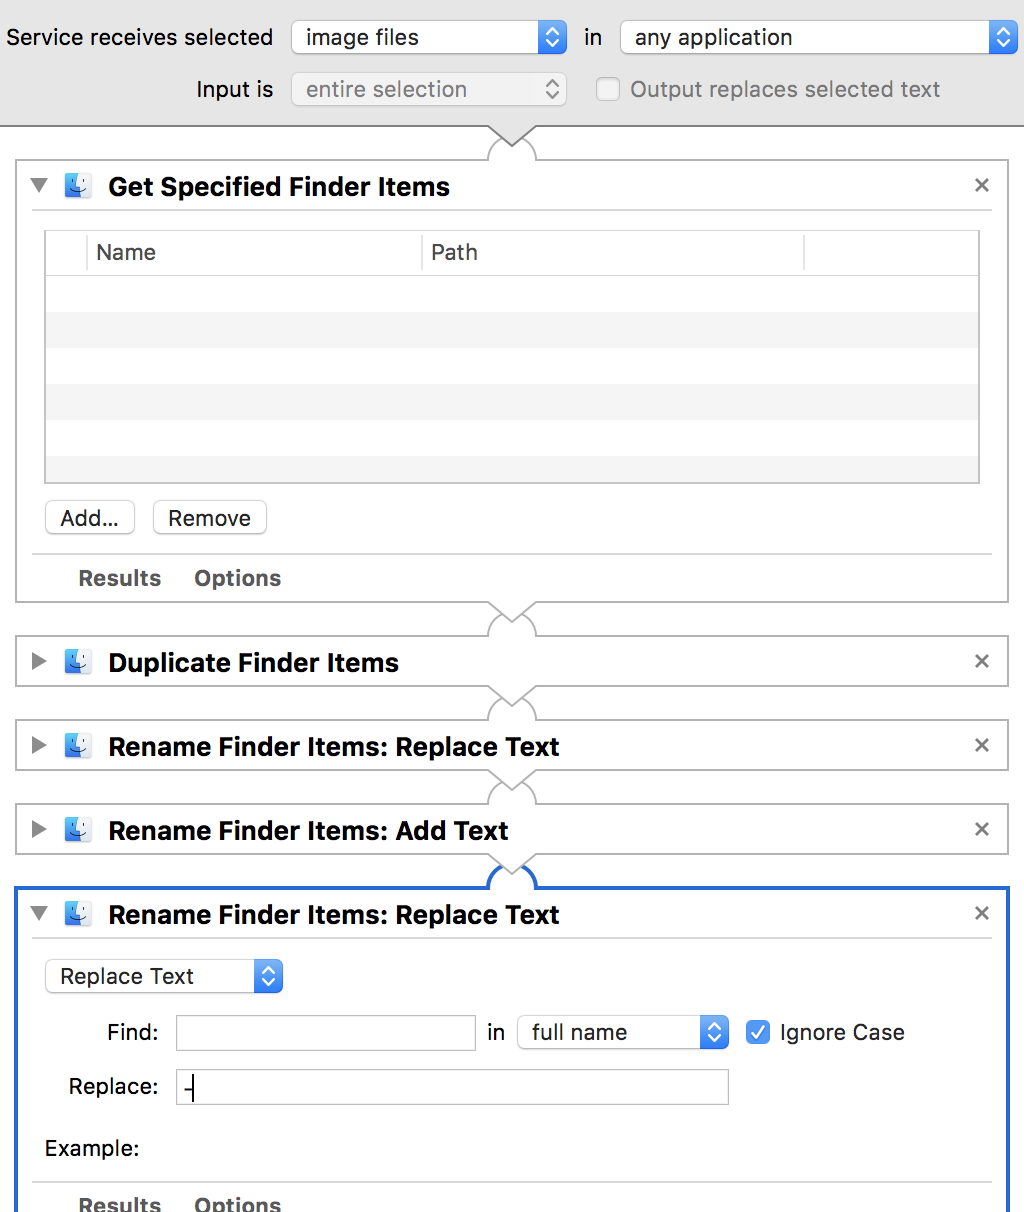 Service receives selected image files in any application
Input is entire selection Output replaces selected text
Get Specified Finder Items
Name Path
Add... Remove
Results Options
Duplicate Finder Items
Rename Finder Items: Replace Text
Rename Finder Items: Add Text
Rename Finder Items: Replace Text
Replace Text
Find: in full name Ignore Case
Replace: -
Example:
Results Options